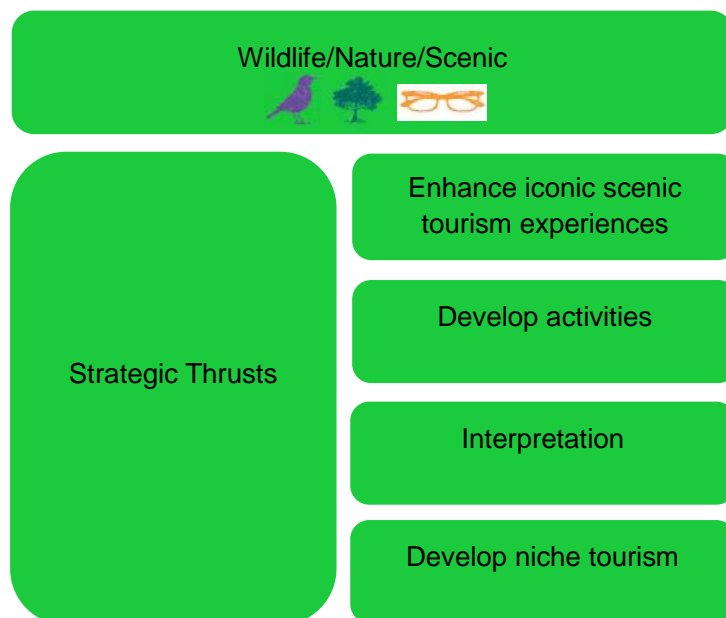 Wildlife/Nature/Scenic
Strategic Thrusts
Enhance iconic scenic
tourism experiences
Develop activities
Interpretation
Develop niche tourism